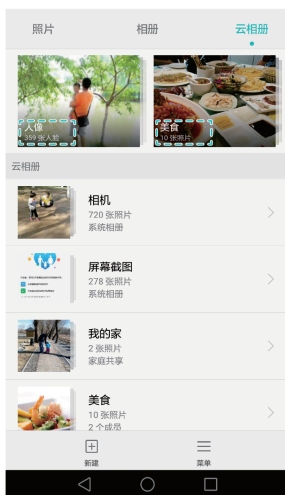 照片 相册 云相册
人像 美食
359 张人脸 10 张照片
云相册
相机
720 张照片
系统相册
屏幕截图
278 张照片
系统相册
我的家
2 张照片
家庭共享
美食
10 张照片
2 个成员
新建 菜单